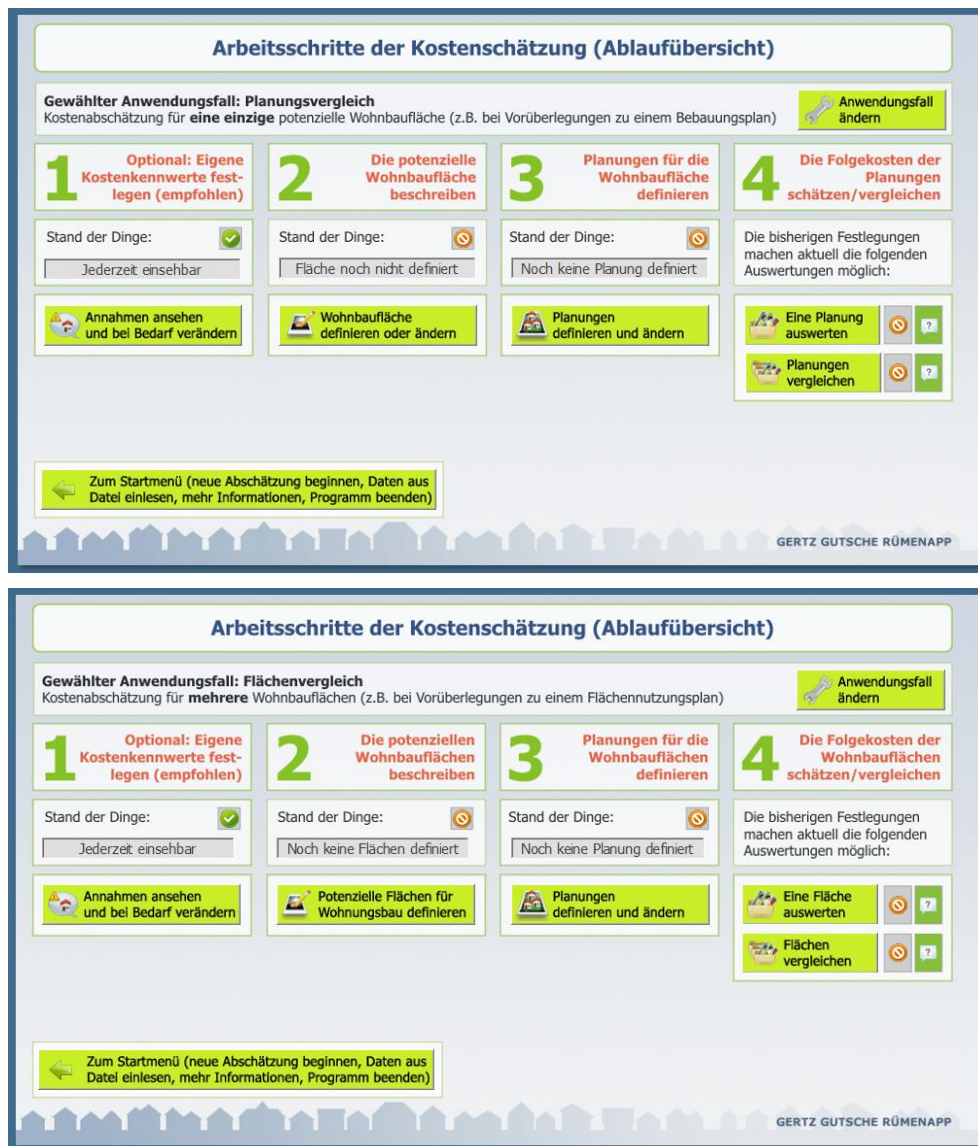 Arbeitsschritte der Kostenschätzung (Ablaufübersicht)
Gewählter Anwendungsfall: Planungsvergleich
Kostenabschätzung für eine einzige potenzielle Wohnbaufläche (z.B. bei Vorüberlegungen zu einem Bebauungsplan)
Anwendungsfall
ändern
1
Optional: Eigene
Kostenkennwerte fest-
legen (empfohlen)
2
Die potenzielle
Wohnbaufläche
beschreiben
3
Planungen für die
Wohnbaufläche
definieren
4
Die Folgekosten der
Planungen
schätzen/vergleichen
Stand der Dinge:
Jederzeit einsehbar
Stand der Dinge:
Fläche noch nicht definiert
Stand der Dinge:
Noch keine Planung definiert
Die bisherigen Festlegungen
machen aktuell die folgenden
Auswertungen möglich:
Annahmen ansehen
und bei Bedarf verändern
Wohnbaufläche
definieren oder ändern
Planungen
definieren und ändern
Eine Planung
auswerten
?
Planungen
vergleichen
?
Zum Startmenü (neue Abschätzung beginnen, Daten aus
Datei einlesen, mehr Informationen, Programm beenden)
GERTZ GUTSCHE RÜMENAPP
Arbeitsschritte der Kostenschätzung (Ablaufübersicht)
Gewählter Anwendungsfall: Flächenvergleich
Kostenabschätzung für mehrere Wohnbauflächen (z.B. bei Vorüberlegungen zu einem Flächennutzungsplan)
Anwendungsfall
ändern
1
Optional: Eigene
Kostenkennwerte fest-
legen (empfohlen)
2
Die potenziellen
Wohnbauflächen
beschreiben
3
Planungen für die
Wohnbauflächen
definieren
4
Die Folgekosten der
Wohnbauflächen
schätzen/vergleichen
Stand der Dinge:
Jederzeit einsehbar
Stand der Dinge:
Noch keine Flächen definiert
Stand der Dinge:
Noch keine Planung definiert
Die bisherigen Festlegungen
machen aktuell die folgenden
Auswertungen möglich:
Annahmen ansehen
und bei Bedarf verändern
Potenzielle Flächen für
Wohnungsbau definieren
Planungen
definieren und ändern
Eine Fläche
auswerten
?
Flächen
vergleichen
?
Zum Startmenü (neue Abschätzung beginnen, Daten aus
Datei einlesen, mehr Informationen, Programm beenden)
GERTZ GUTSCHE RÜMENAPP